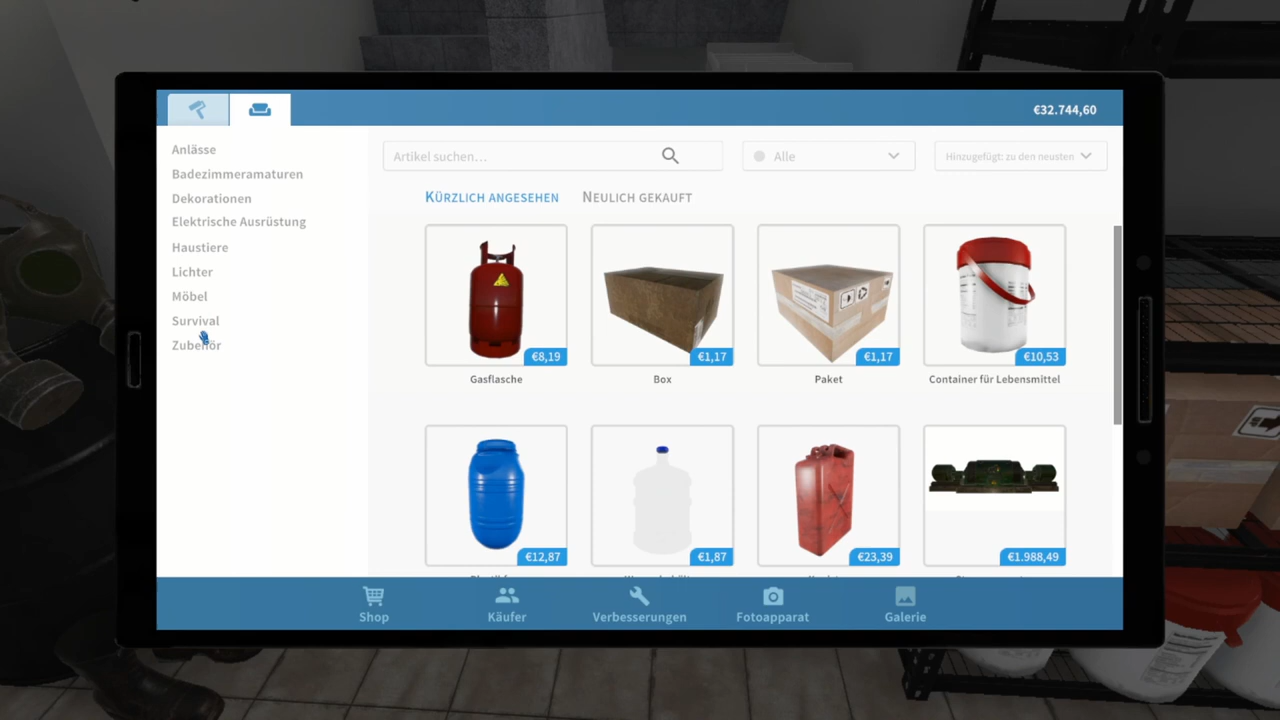 €32.744,60
Anlässe
Badezimmeramaturen
Dekorationen
Elektrische Ausrüstung
Haustiere
Lichter
Möbel
Survival
Zubehör
Artikel suchen...
Alle
Hinzugefügt: zu den neusten
Kürzlich angesehen
Neulich gekauft
€8,19
€1,17
€1,17
€10,53
Gasflasche
Box
Paket
Container für Lebensmittel
€12,87
€1,87
€23,39
€1.988,49
Shop
Käufer
Verbesserungen
Fotoapparat
Galerie